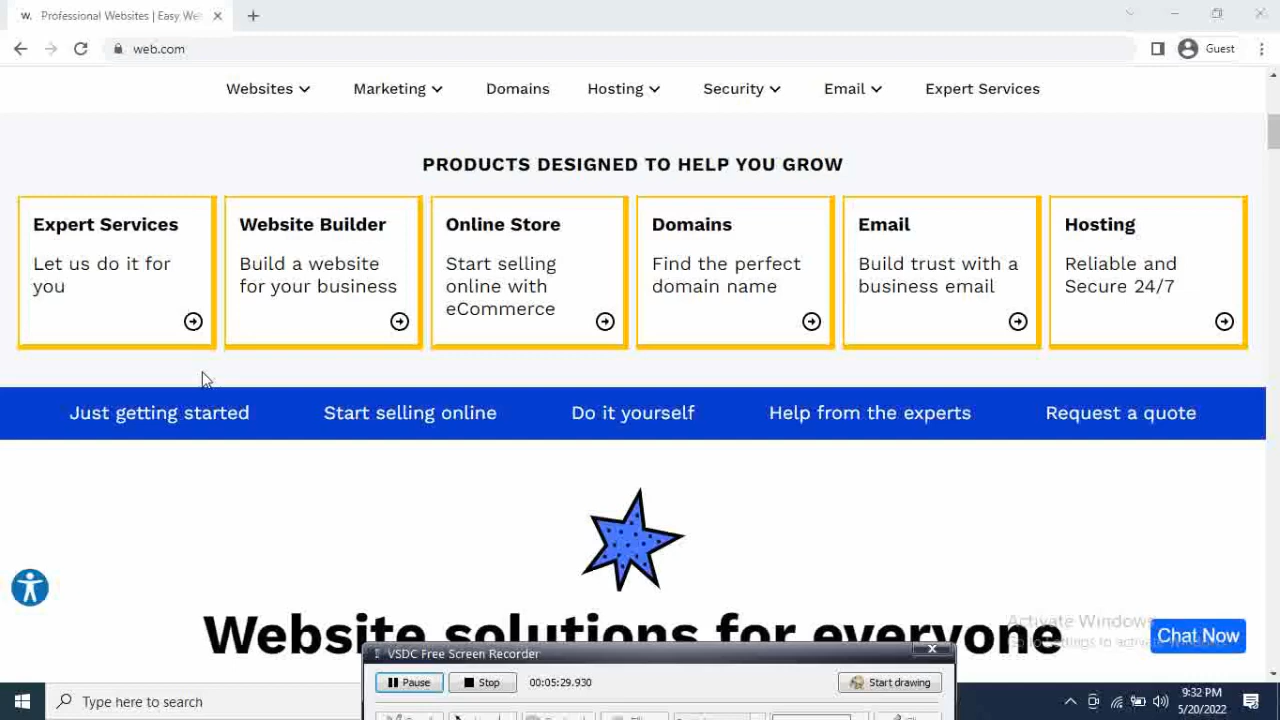 W. Professional Websites | Easy We
web.com
Guest
Websites Marketing Domains Hosting Security Email Expert Services
PRODUCTS DESIGNED TO HELP YOU GROW
Expert Services
Let us do it for
you
Website Builder
Build a website
for your business
Online Store
Start selling
online with
eCommerce
Domains
Find the perfect
domain name
Email
Build trust with a
business email
Hosting
Reliable and
Secure 24/7
Just getting started Start selling online Do it yourself Help from the experts Request a quote
Website solutions for everyone
Activate Windows
Chat Now
VSDC Free Screen Recorder
Pause Stop 00:05:29.930 Start drawing
Type here to search
9:32 PM
5/20/2022